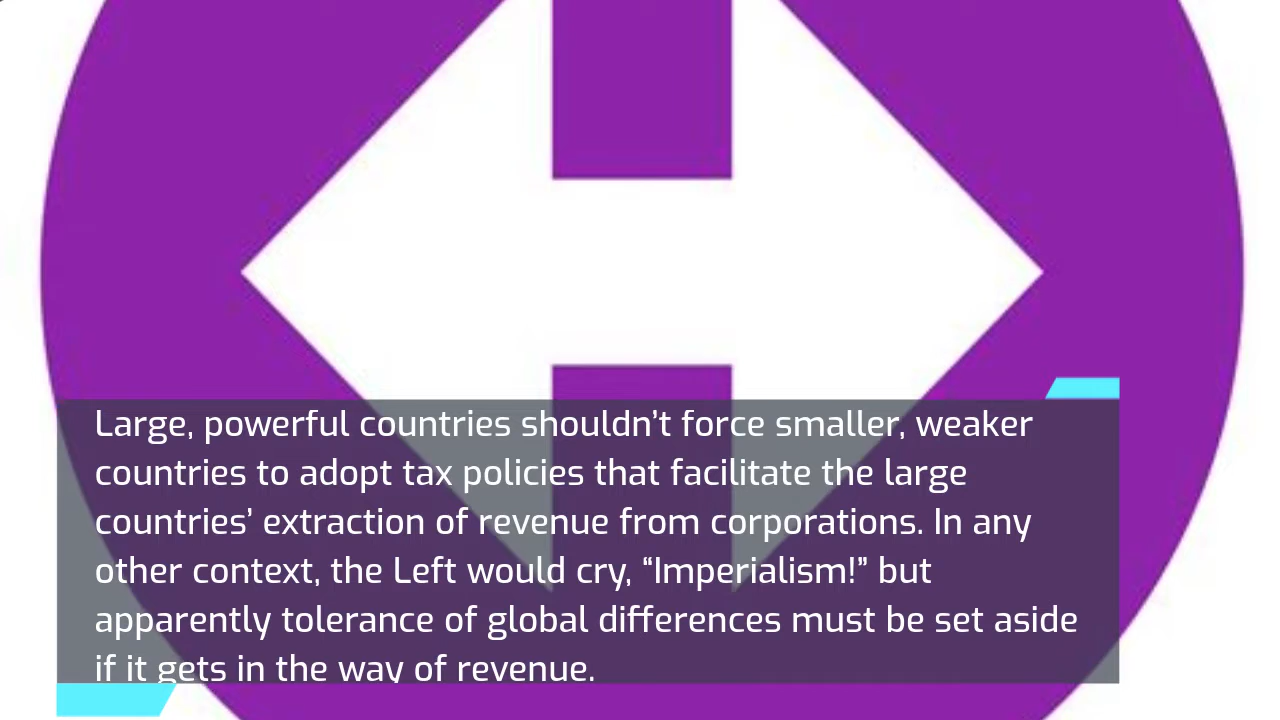 Large, powerful countries shouldn’t force smaller, weaker
countries to adopt tax policies that facilitate the large
countries’ extraction of revenue from corporations. In any
other context, the Left would cry, “Imperialism!” but
apparently tolerance of global differences must be set aside
if it gets in the way of revenue.